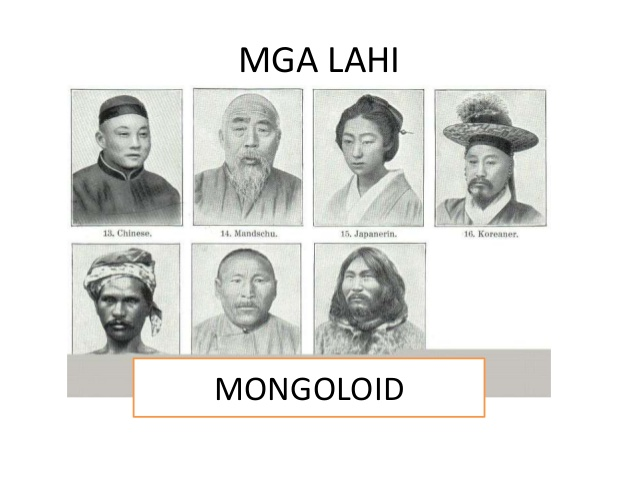 MGA LAHI
13. Chinese.
14. Mandschu.
15. Japanerin.
16. Koreaner.
MONGOLOID